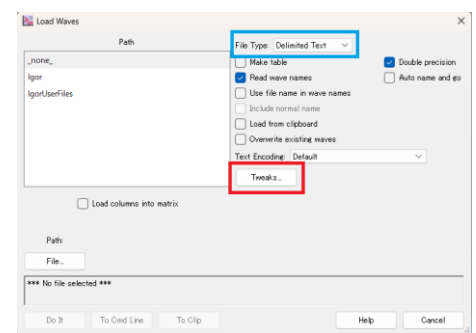 Load Waves
Path
_none_
Igor
IgorUserFiles
Load columns into matrix
File Type: Delimited Text
Make table
Double precision
Read wave names
Auto name and go
Use file name in wave names
Include normal name
Load from clipboard
Overwrite existing waves
Text Encoding: Default
Tweaks...
Path:
File...
*** No file selected ***
Do It
To Cmd Line
To Clip
Help
Cancel